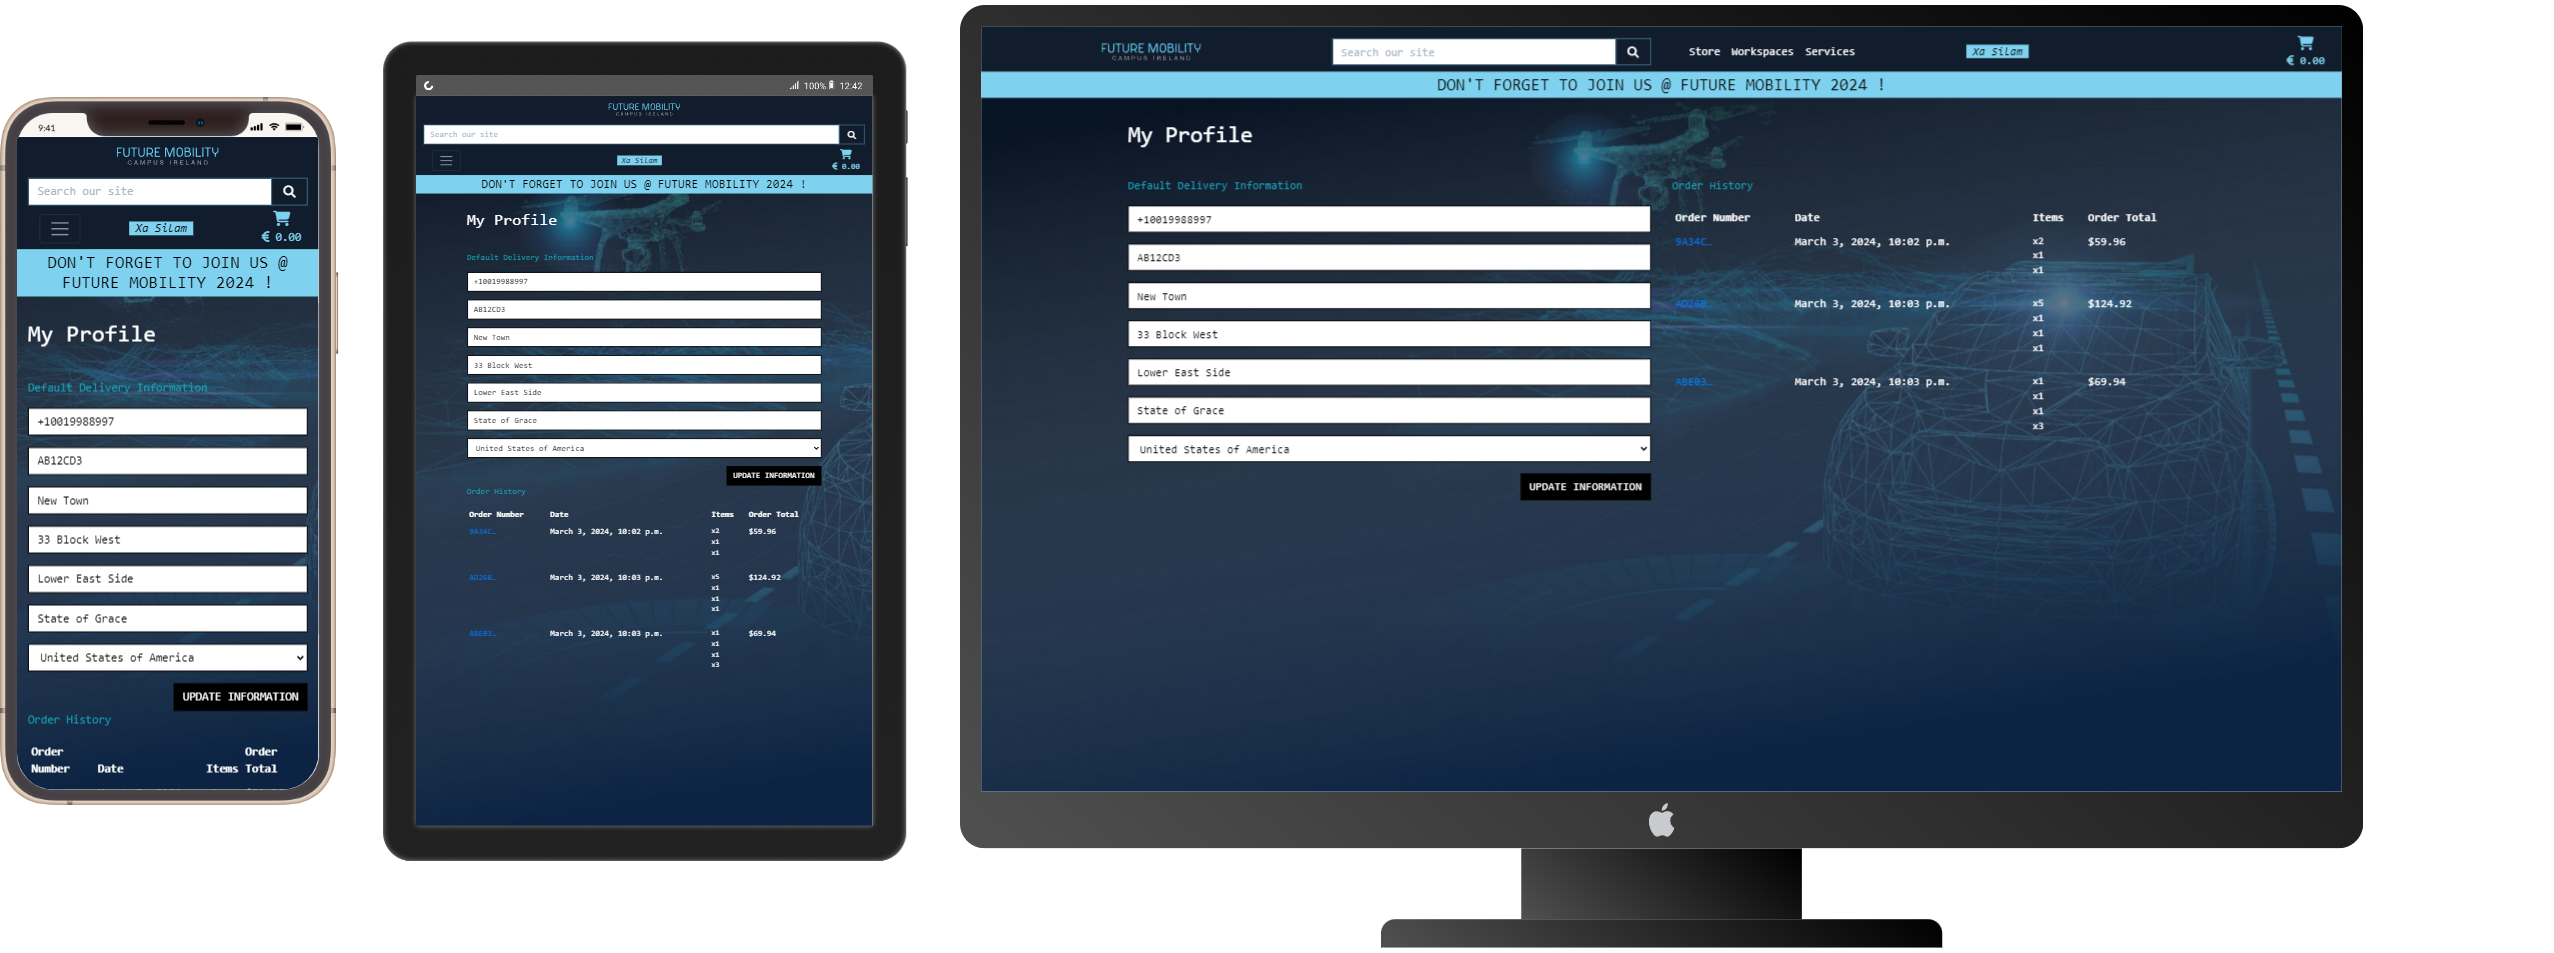 9:41
FUTURE MOBILITY
CAMPUS IRELAND
Search our site
Xa Silam
€ 0.00
DON'T FORGET TO JOIN US @
FUTURE MOBILITY 2024 !
My Profile
Default Delivery Information
+10019988997
AB12CD3
New Town
33 Block West
Lower East Side
State of Grace
United States of America
UPDATE INFORMATION
Order History
Order Number Date Items Order Total
100% 12:42
FUTURE MOBILITY
CAMPUS IRELAND
Search our site
Xa Silam
€ 0.00
DON'T FORGET TO JOIN US @ FUTURE MOBILITY 2024 !
My Profile
Default Delivery Information
+10019988997
AB12CD3
New Town
33 Block West
Lower East Side
State of Grace
United States of America
UPDATE INFORMATION
Order History
Order Number Date Items Order Total
9A34C… March 3, 2024, 10:02 p.m. x2 $59.96
x1
x1
AD26B… March 3, 2024, 10:03 p.m. x5 $124.92
x1
x1
x1
ABE03… March 3, 2024, 10:03 p.m. x1 $69.94
x1
x1
x3
FUTURE MOBILITY
CAMPUS IRELAND
Search our site
Store Workspaces Services
Xa Silam
€ 0.00
DON'T FORGET TO JOIN US @ FUTURE MOBILITY 2024 !
My Profile
Default Delivery Information
+10019988997
AB12CD3
New Town
33 Block West
Lower East Side
State of Grace
United States of America
UPDATE INFORMATION
Order History
Order Number Date Items Order Total
9A34C… March 3, 2024, 10:02 p.m. x2 $59.96
x1
x1
AD26B… March 3, 2024, 10:03 p.m. x5 $124.92
x1
x1
x1
ABE03… March 3, 2024, 10:03 p.m. x1 $69.94
x1
x1
x3